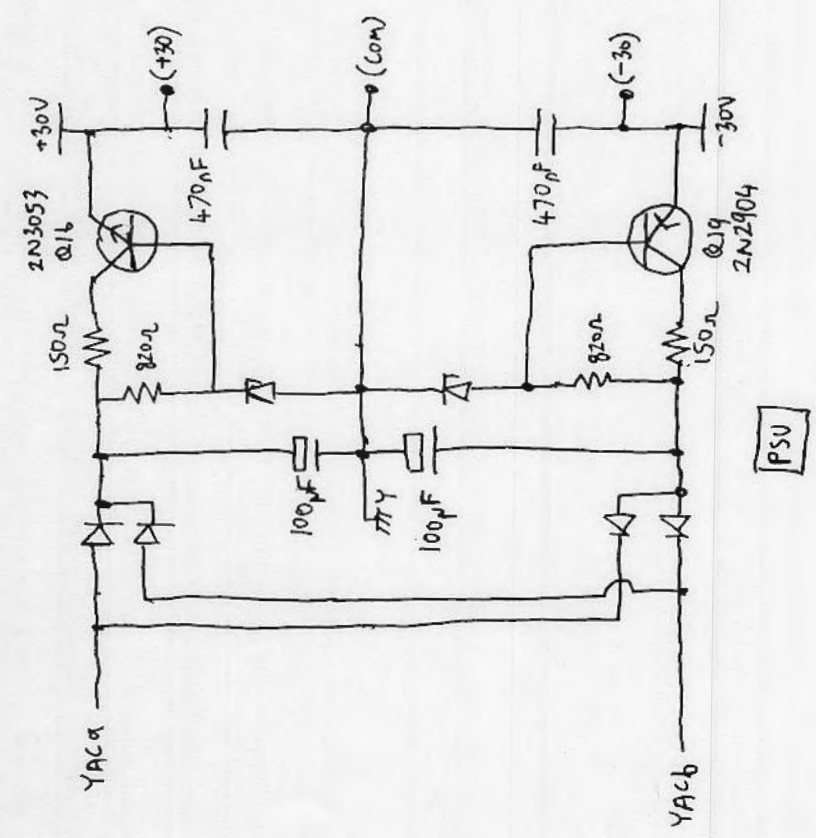 +30V
(+30)
(COM)
(-30)
-30V
2N3053
Q16
470nF
470nF
Q19
2N2904
150Ω
820Ω
820Ω
150Ω
100µF
Y
100µF
PSU
YACa
YACb